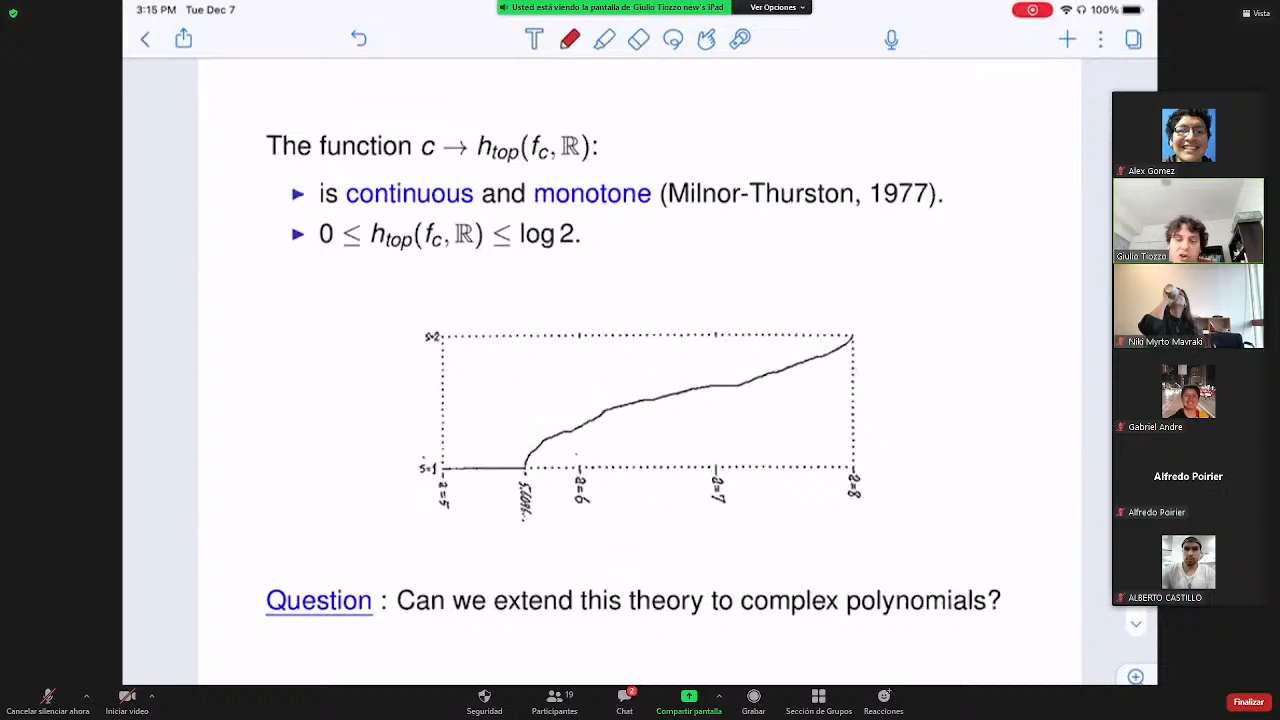 3:15 PM Tue Dec 7
Usted está viendo la pantalla de Giulio Tiozzo new's iPad
Ver Opciones
100%
Vista
The function c → h_top(f_c, ℝ):
► is continuous and monotone (Milnor-Thurston, 1977).
► 0 ≤ h_top(f_c, ℝ) ≤ log 2.
s=2
s=1
-a=5
-a=6
-a=7
-a=8
Question : Can we extend this theory to complex polynomials?
Alex Gomez
Giulio Tiozzo
Niki Myrto Mavraki
Gabriel Andre
Alfredo Poirier
Alfredo Poirier
ALBERTO CASTILLO
Cancelar silenciar ahora
Iniciar video
Seguridad
19
Participantes
2
Chat
Compartir pantalla
Grabar
Sección de Grupos
Reacciones
Finalizar